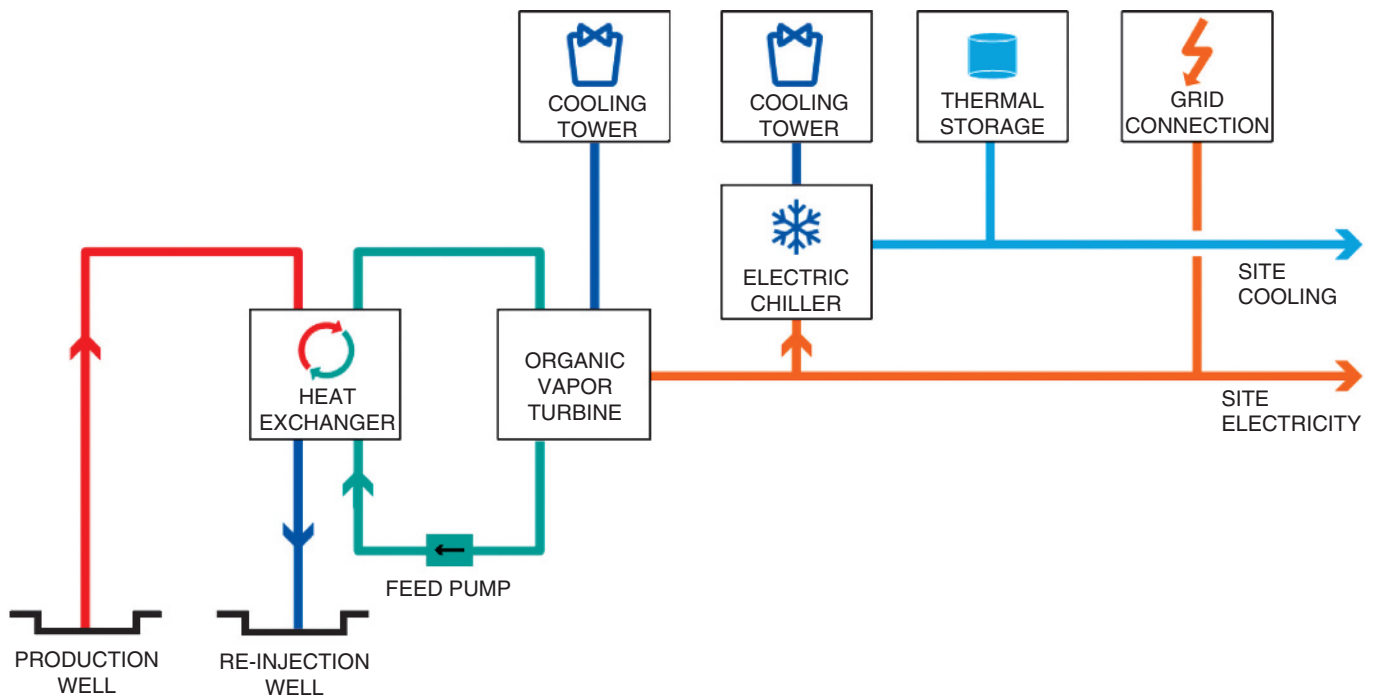 COOLING
TOWER
COOLING
TOWER
THERMAL
STORAGE
GRID
CONNECTION
ELECTRIC
CHILLER
SITE
COOLING
HEAT
EXCHANGER
ORGANIC
VAPOR
TURBINE
SITE
ELECTRICITY
FEED PUMP
PRODUCTION
WELL
RE-INJECTION
WELL